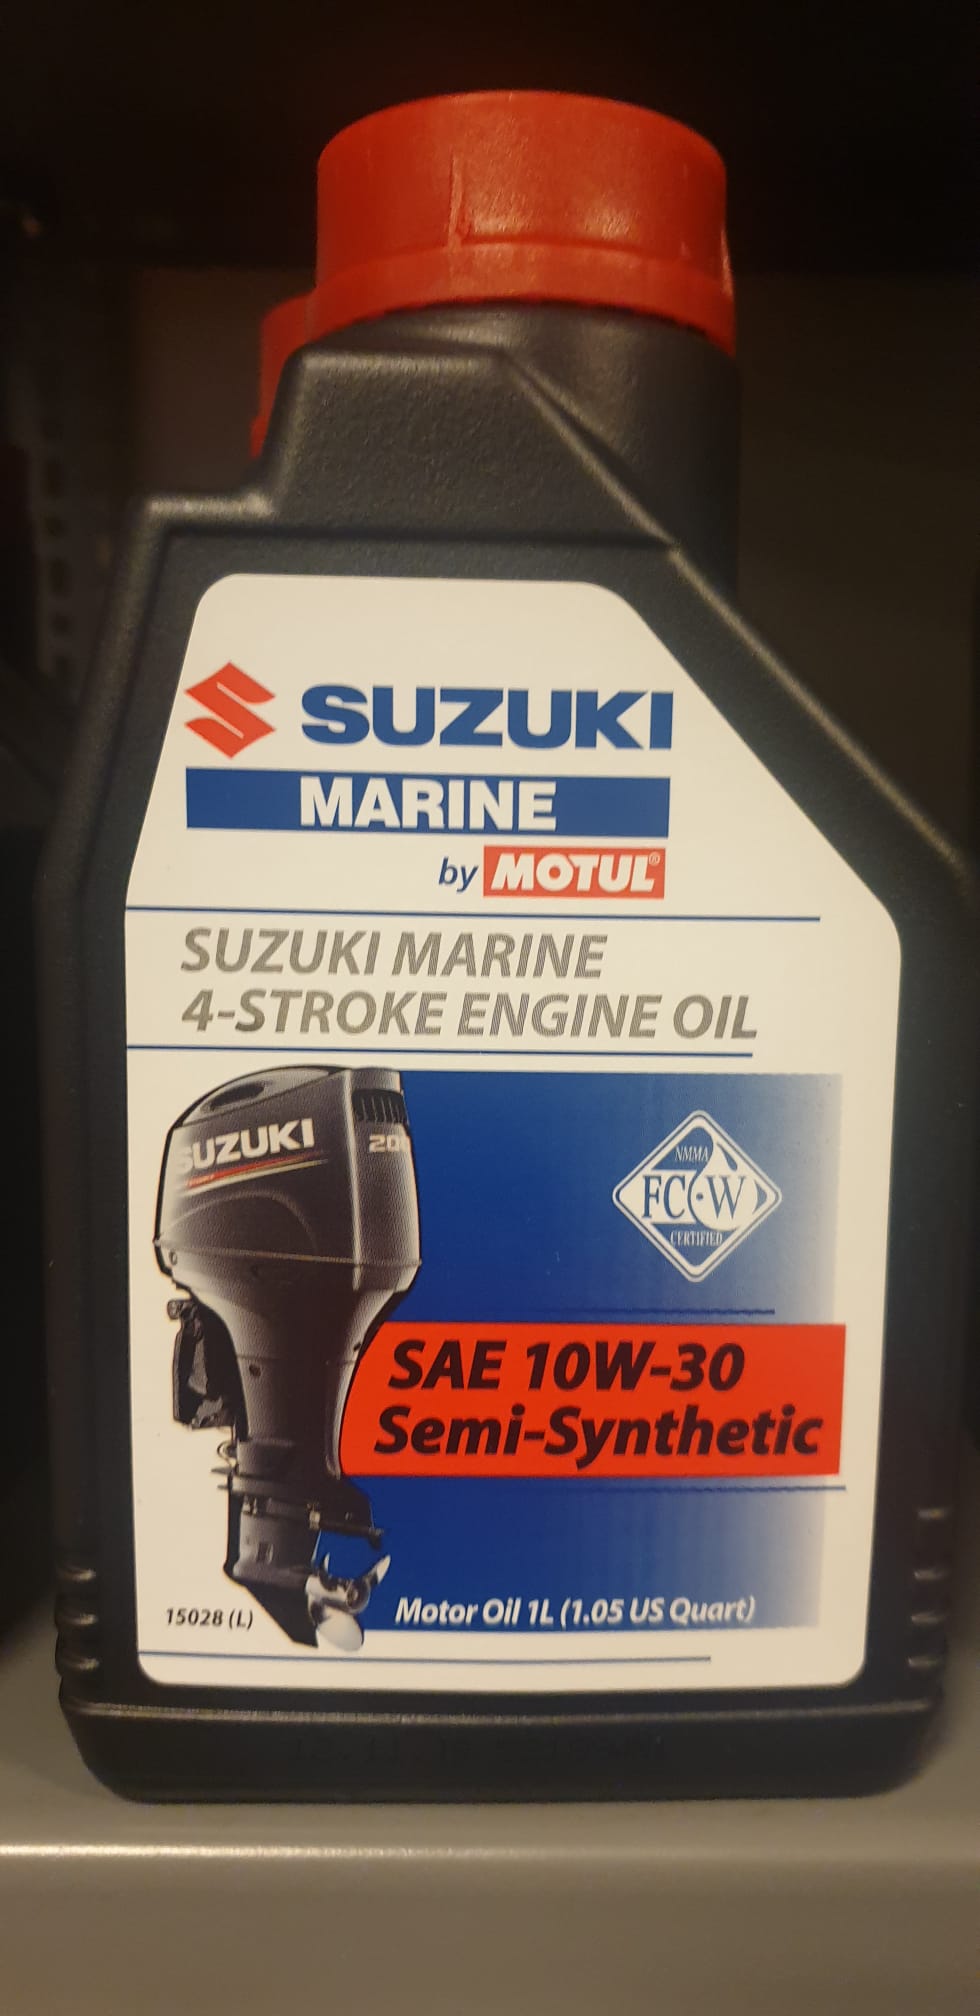 SUZUKI
MARINE
by MOTUL®
SUZUKI MARINE
4-STROKE ENGINE OIL
SUZUKI
200
NMMA
FC-W
CERTIFIED
SAE 10W-30
Semi-Synthetic
15028 (L)
Motor Oil 1L (1.05 US Quart)